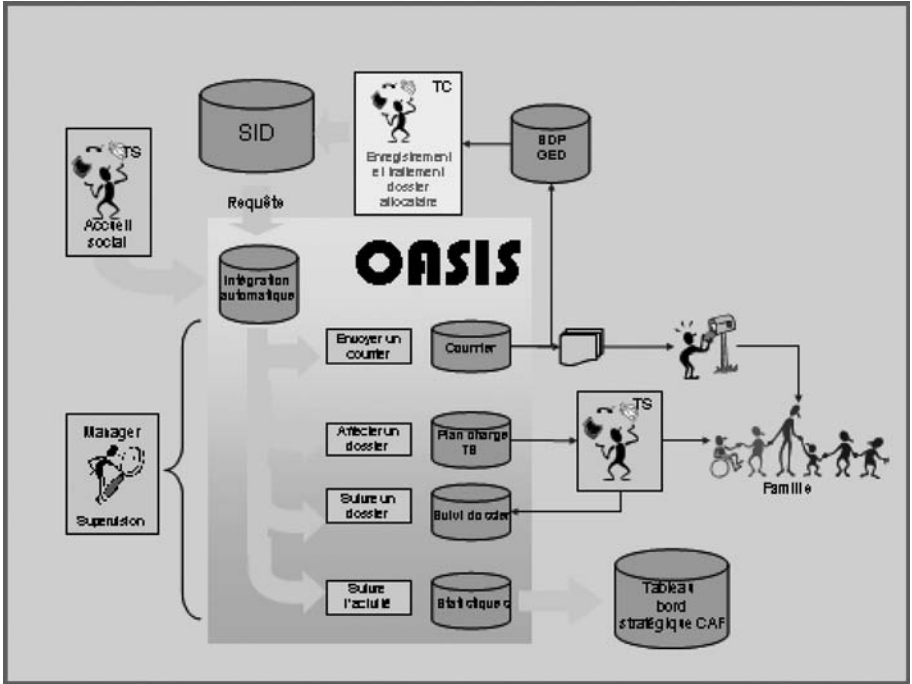 SID
TC
Enregistrement
et traitement
dossier
allocataire
BDP
GED
TS
Accueil
social
Requête
OASIS
Intégration
automatique
Envoyer un
courrier
Courrier
Affecter un
dossier
Plan charge
TS
TS
Manager
Supervision
Famille
Suivre un
dossier
Suivi dossier
Suivre
l'activité
Statistiques
Tableau
bord
stratégique CAF